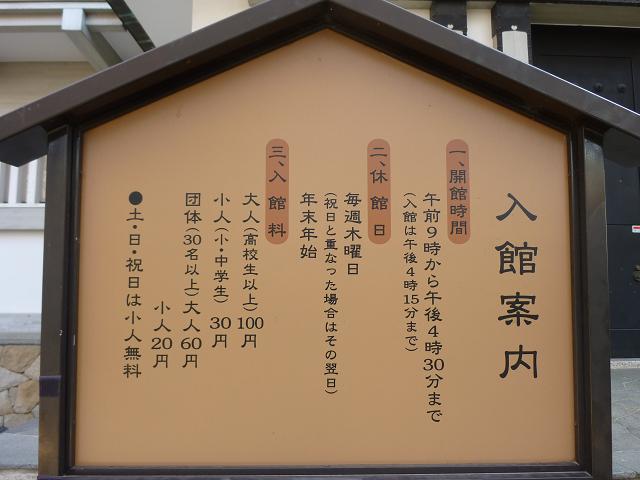 入館案内
一、開館時間
午前9時から午後4時30分まで
(入館は午後4時15分まで)
二、休館日
毎週木曜日
(祝日と重なった場合はその翌日)
年末年始
三、入館料
大人(高校生以上)100円
小人(小・中学生)30円
団体(30名以上)大人60円
小人20円
●土・日・祝日は小人無料